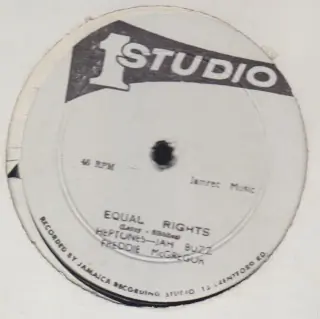 1 STUDIO
45 RPM
Jamrec Music
EQUAL RIGHTS
HEPTONES—JAH BUZZ
FREDDIE McGREGOR
RECORDED BY JAMAICA RECORDING STUDIO 13 BRENTFORD RD